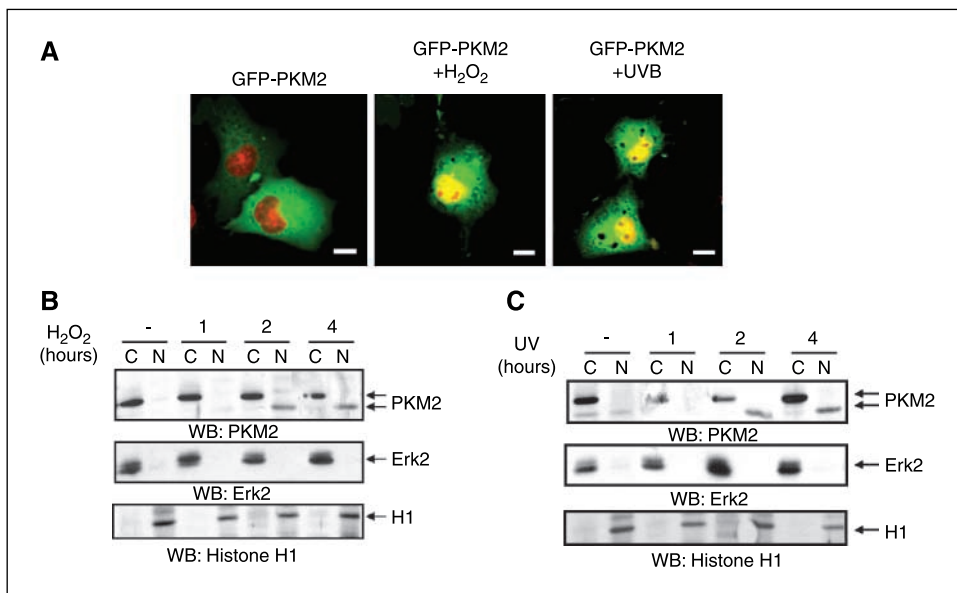 A
GFP-PKM2
GFP-PKM2
+H₂O₂
GFP-PKM2
+UVB
B
H₂O₂
(hours)
- 1 2 4
C N C N C N C N
PKM2
WB: PKM2
Erk2
WB: Erk2
H1
WB: Histone H1
C
UV
(hours)
- 1 2 4
C N C N C N C N
PKM2
WB: PKM2
Erk2
WB: Erk2
H1
WB: Histone H1